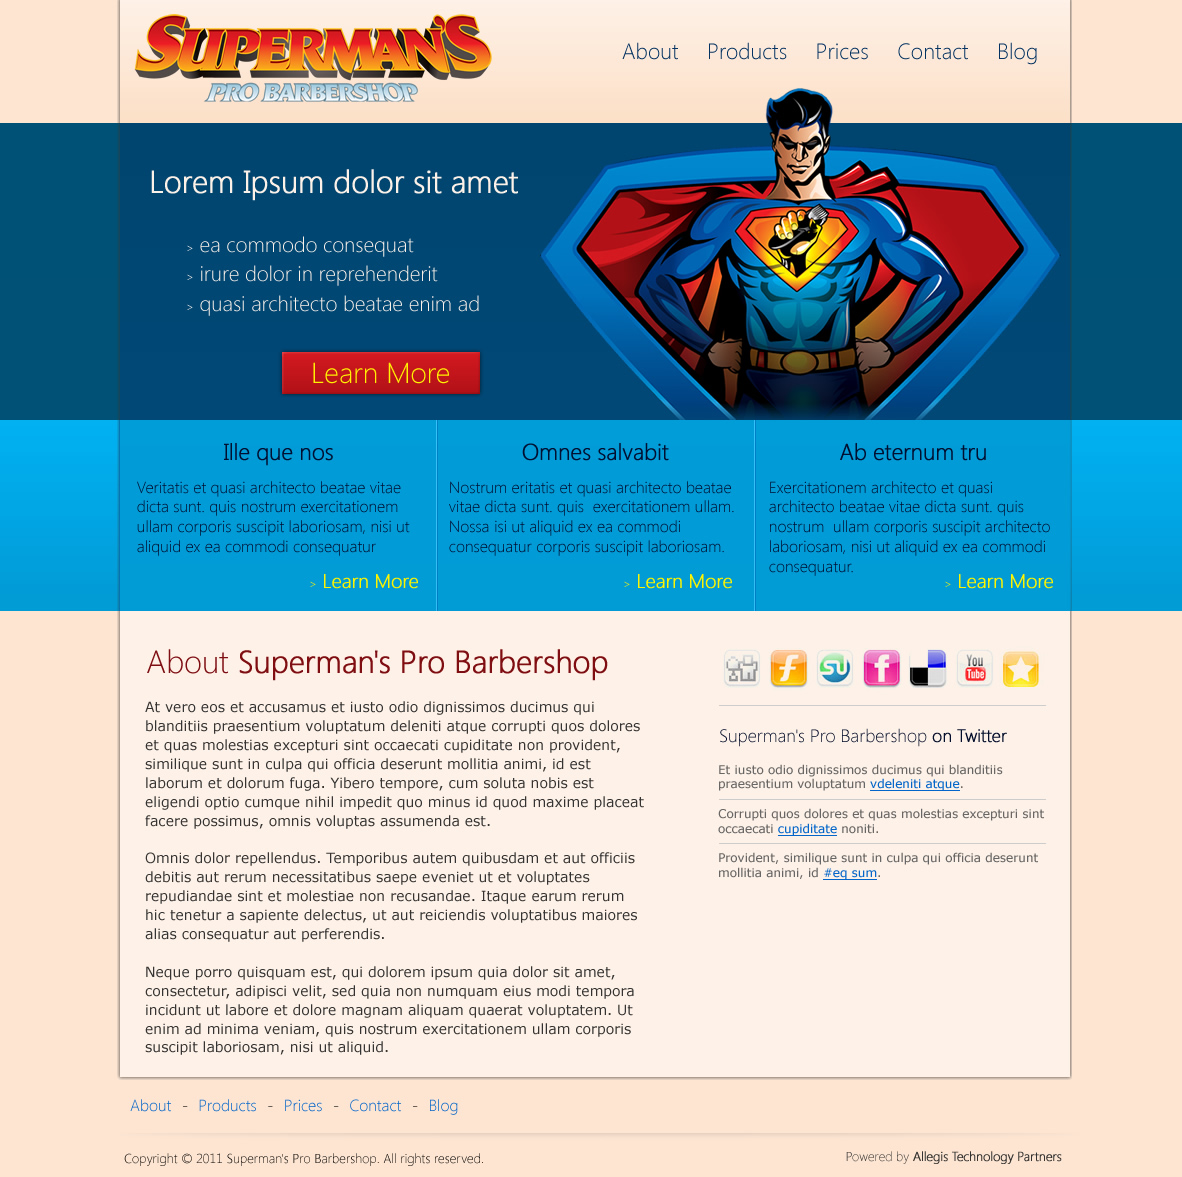 SUPERMAN'S
PRO BARBERSHOP
About Products Prices Contact Blog
Lorem Ipsum dolor sit amet
> ea commodo consequat
> irure dolor in reprehenderit
> quasi architecto beatae enim ad
Learn More
Ille que nos
Veritatis et quasi architecto beatae vitae
dicta sunt. quis nostrum exercitationem
ullam corporis suscipit laboriosam, nisi ut
aliquid ex ea commodi consequatur
> Learn More
Omnes salvabit
Nostrum eritatis et quasi architecto beatae
vitae dicta sunt. quis exercitationem ullam.
Nossa isi ut aliquid ex ea commodi
consequatur corporis suscipit laboriosam.
> Learn More
Ab eternum tru
Exercitationem architecto et quasi
architecto beatae vitae dicta sunt. quis
nostrum ullam corporis suscipit architecto
laboriosam, nisi ut aliquid ex ea commodi
consequatur.
> Learn More
About Superman's Pro Barbershop
At vero eos et accusamus et iusto odio dignissimos ducimus qui
blanditiis praesentium voluptatum deleniti atque corrupti quos dolores
et quas molestias excepturi sint occaecati cupiditate non provident,
similique sunt in culpa qui officia deserunt mollitia animi, id est
laborum et dolorum fuga. Yibero tempore, cum soluta nobis est
eligendi optio cumque nihil impedit quo minus id quod maxime placeat
facere possimus, omnis voluptas assumenda est.
Omnis dolor repellendus. Temporibus autem quibusdam et aut officiis
debitis aut rerum necessitatibus saepe eveniet ut et voluptates
repudiandae sint et molestiae non recusandae. Itaque earum rerum
hic tenetur a sapiente delectus, ut aut reiciendis voluptatibus maiores
alias consequatur aut perferendis.
Neque porro quisquam est, qui dolorem ipsum quia dolor sit amet,
consectetur, adipisci velit, sed quia non numquam eius modi tempora
incidunt ut labore et dolore magnam aliquam quaerat voluptatem. Ut
enim ad minima veniam, quis nostrum exercitationem ullam corporis
suscipit laboriosam, nisi ut aliquid.
f f You
Tube
Superman's Pro Barbershop on Twitter
Et iusto odio dignissimos ducimus qui blanditiis
praesentium voluptatum vdeleniti atque.
Corrupti quos dolores et quas molestias excepturi sint
occaecati cupiditate noniti.
Provident, similique sunt in culpa qui officia deserunt
mollitia animi, id #eq sum.
About - Products - Prices - Contact - Blog
Copyright © 2011 Superman's Pro Barbershop. All rights reserved.
Powered by Allegis Technology Partners